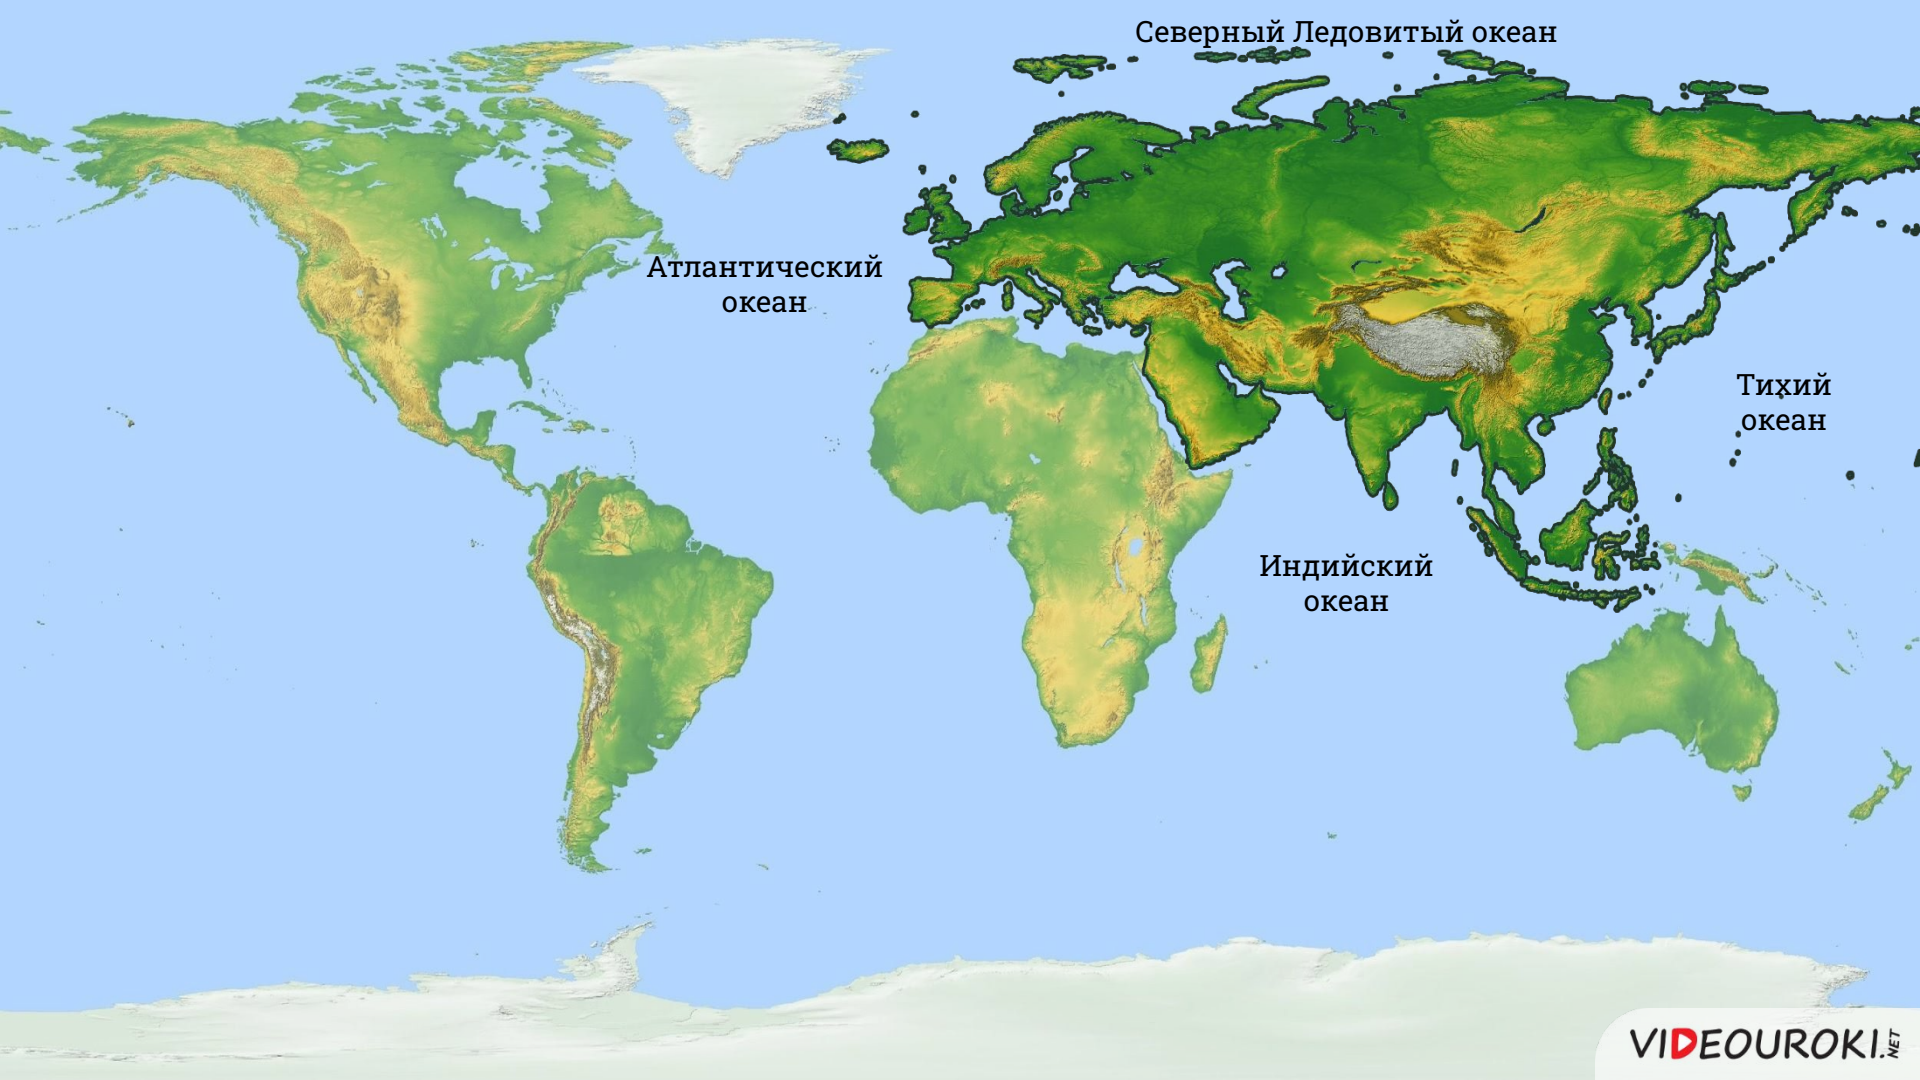 Северный Ледовитый океан
Атлантический
океан
Тихий
океан
Индийский
океан
VIDEOUROKI.NET